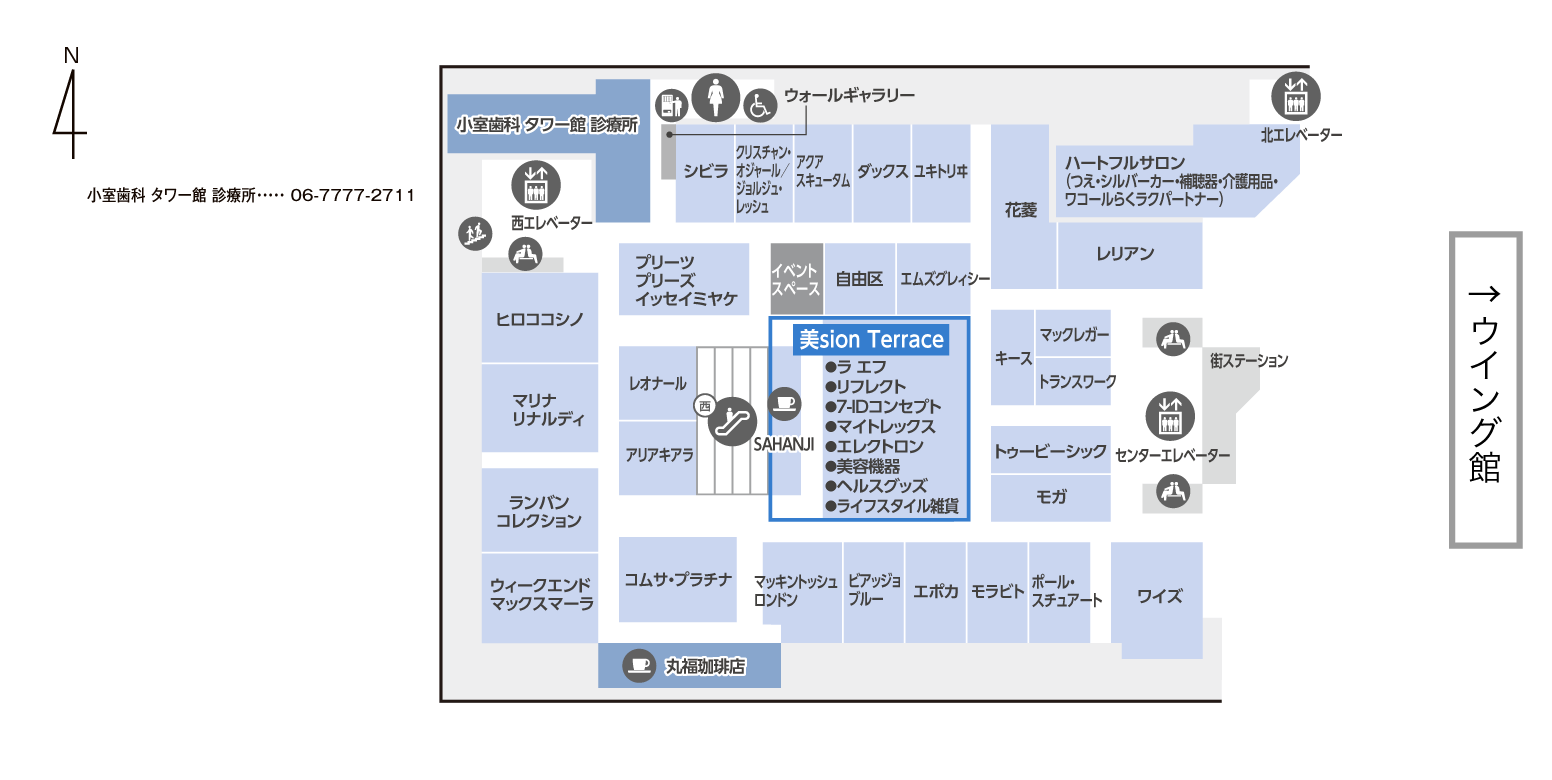 N
小室歯科 タワー館 診療所
ウォールギャラリー
北エレベーター
小室歯科 タワー館 診療所‥‥‥ 06-7777-2711
西エレベーター
シビラ
クリスチャン・
オジャール／
ジョルジュ・
レッシュ
アクア
スキュータム
ダックス
ユキトリヰ
花菱
ハートフルサロン
（つえ・シルバーカー・補聴器・介護用品・
ワコールらくラクパートナー）
レリアン
プリーツ
プリーズ
イッセイミヤケ
イベント
スペース
自由区
エムズグレィシー
ヒロココシノ
美sion Terrace
●ラ エフ
●リフレクト
●7-IDコンセプト
●マイトレックス
●エレクトロン
●美容機器
●ヘルスグッズ
●ライフスタイル雑貨
キース
マックレガー
トランスワーク
街ステーション
→ウイング館
レオナール
西
マリナ
リナルディ
アリアキアラ
SAHANJI
トゥービーシック
センターエレベーター
モガ
ランバン
コレクション
ウィークエンド
マックスマーラ
コムサ・プラチナ
マッキントッシュ
ロンドン
ビアッジョ
ブルー
エポカ
モラビト
ポール・
スチュアート
ワイズ
丸福珈琲店